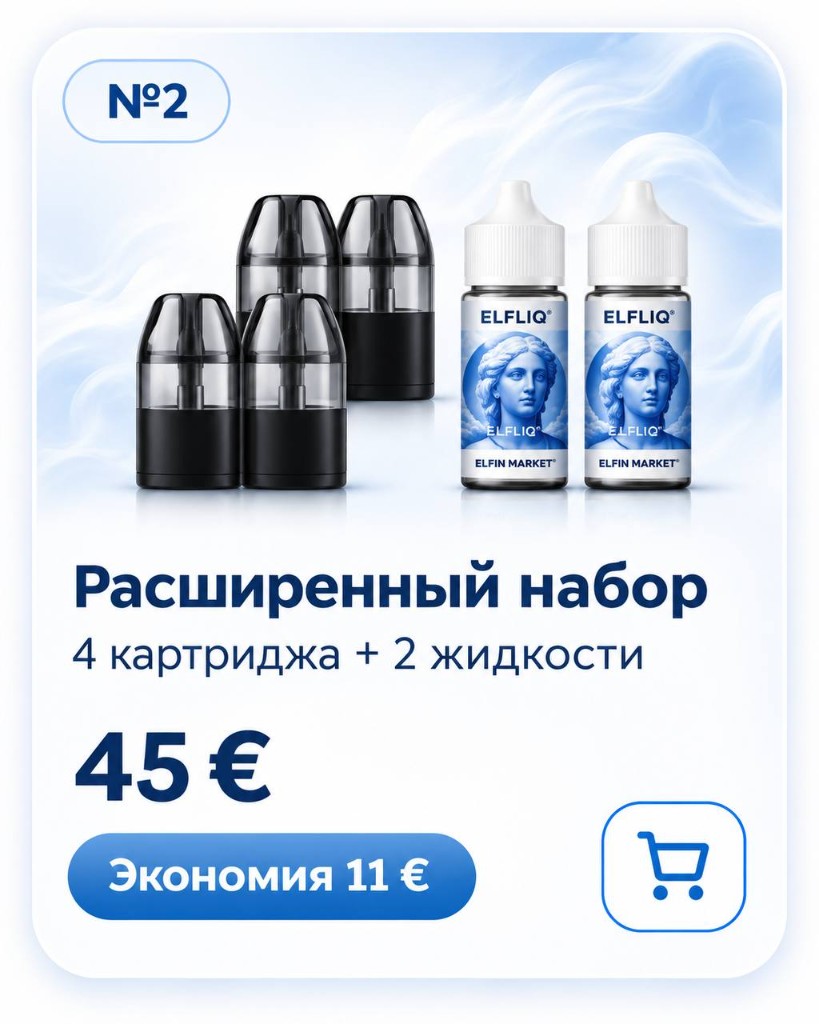 №2
ELFLIQ®
ELFLIQ®
ELFLIQ®
ELFLIQ®
ELFIN MARKET®
ELFIN MARKET®
Расширенный набор
4 картриджа + 2 жидкости
45 €
Экономия 11 €